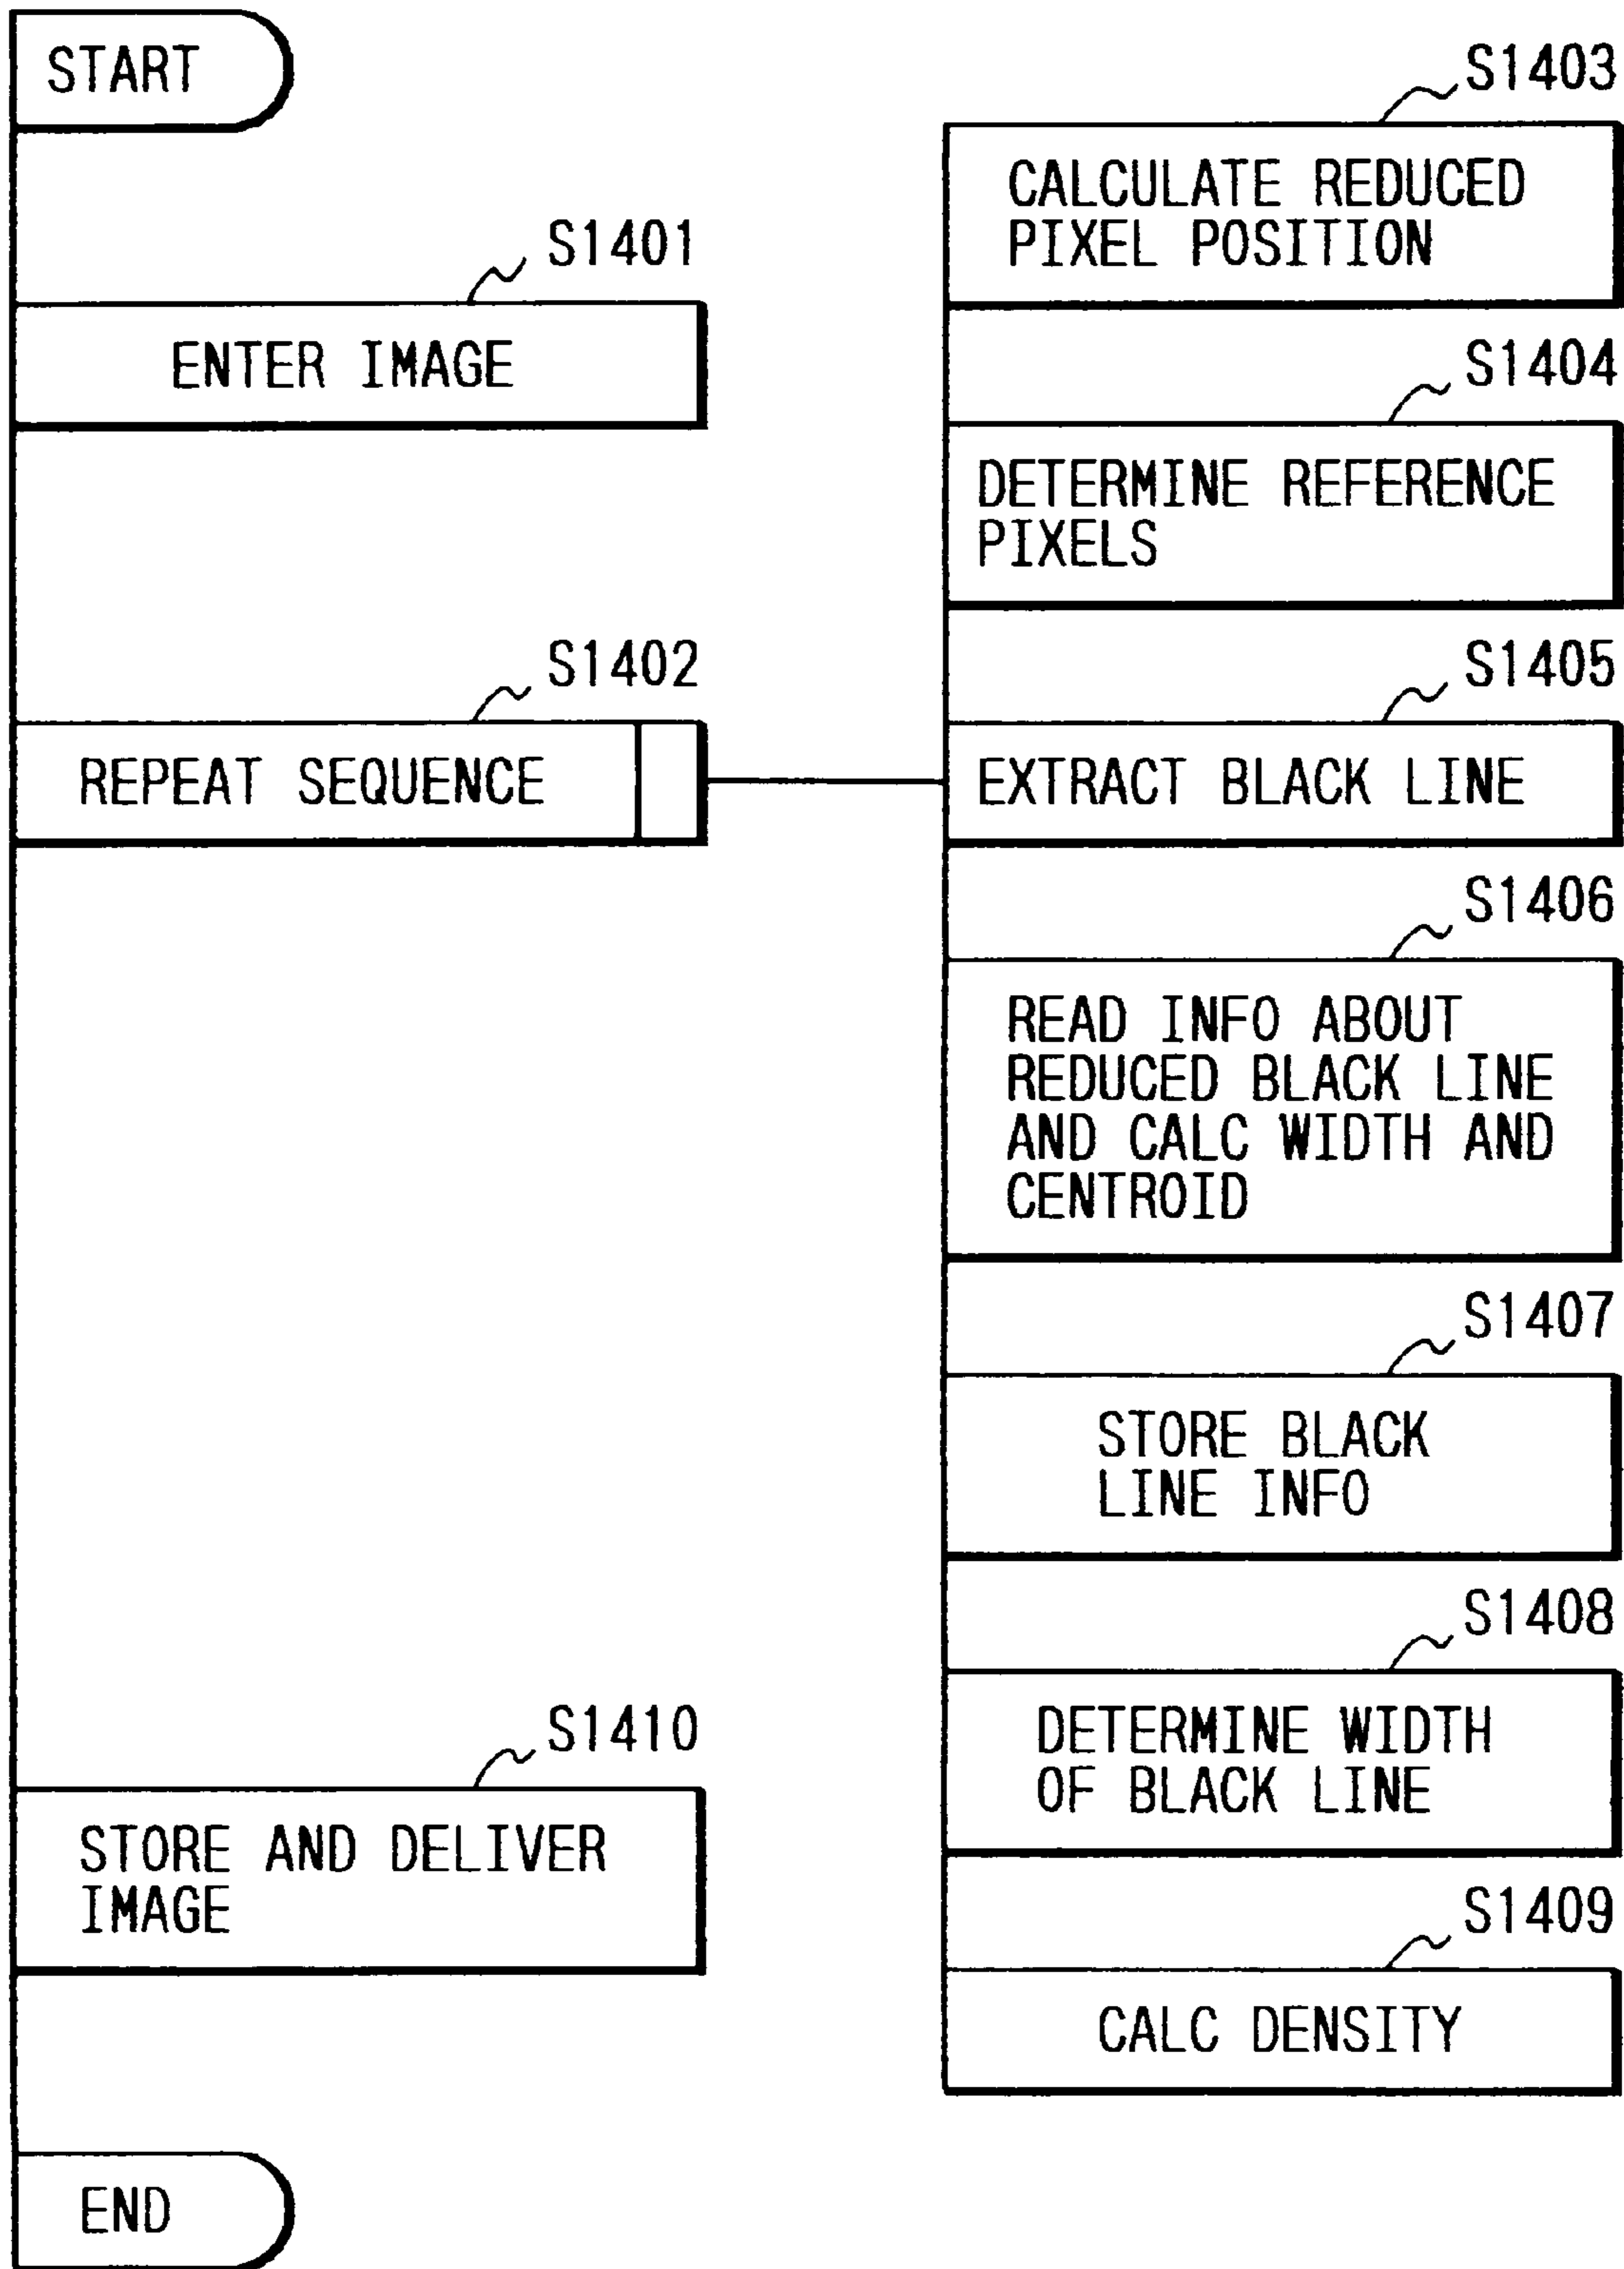 START
S1401
ENTER IMAGE
S1402
REPEAT SEQUENCE
S1403
CALCULATE REDUCED
PIXEL POSITION
S1404
DETERMINE REFERENCE
PIXELS
S1405
EXTRACT BLACK LINE
S1406
READ INFO ABOUT
REDUCED BLACK LINE
AND CALC WIDTH AND
CENTROID
S1407
STORE BLACK
LINE INFO
S1408
DETERMINE WIDTH
OF BLACK LINE
S1409
CALC DENSITY
S1410
STORE AND DELIVER
IMAGE
END